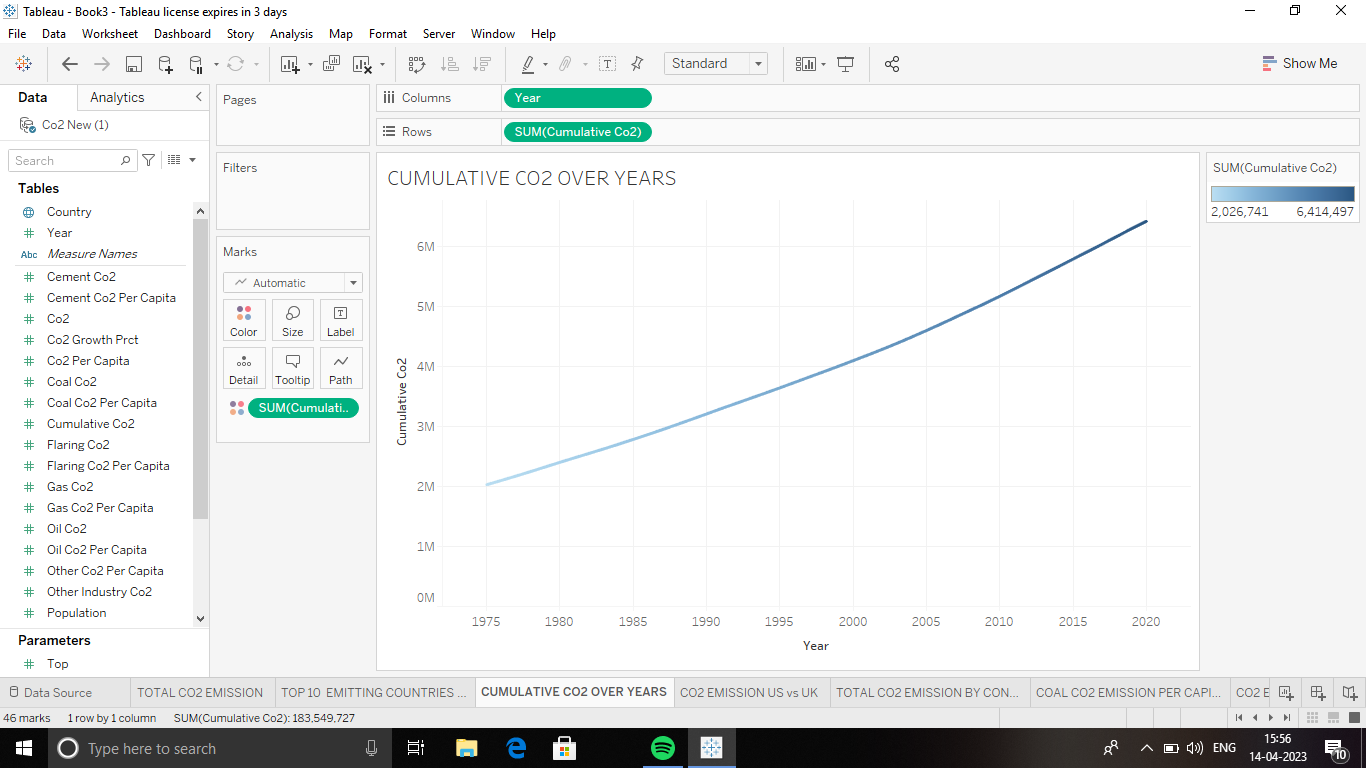 Tableau - Book3 - Tableau license expires in 3 days
File Data Worksheet Dashboard Story Analysis Map Format Server Window Help
Standard
Show Me
Data Analytics
Co2 New (1)
Search
Tables
Country
Year
Abc Measure Names
Cement Co2
Cement Co2 Per Capita
Co2
Co2 Growth Prct
Co2 Per Capita
Coal Co2
Coal Co2 Per Capita
Cumulative Co2
Flaring Co2
Flaring Co2 Per Capita
Gas Co2
Gas Co2 Per Capita
Oil Co2
Oil Co2 Per Capita
Other Co2 Per Capita
Other Industry Co2
Population
Parameters
Top
Pages
Filters
Marks
Automatic
Color Size Label
Detail Tooltip Path
SUM(Cumulati..
Columns Year
Rows SUM(Cumulative Co2)
CUMULATIVE CO2 OVER YEARS
6M
5M
4M
3M
2M
1M
0M
Cumulative Co2
1975 1980 1985 1990 1995 2000 2005 2010 2015 2020
Year
SUM(Cumulative Co2)
2,026,741 6,414,497
Data Source TOTAL CO2 EMISSION TOP 10 EMITTING COUNTRIES ... CUMULATIVE CO2 OVER YEARS CO2 EMISSION US vs UK TOTAL CO2 EMISSION BY CON... COAL CO2 EMISSION PER CAPI... CO2 E
46 marks 1 row by 1 column SUM(Cumulative Co2): 183,549,727
Type here to search
ENG
15:56
14-04-2023
10